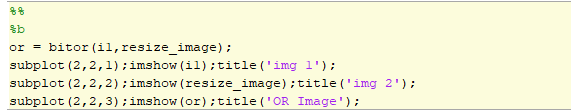 %%
%b
or = bitor(i1,resize_image);
subplot(2,2,1);imshow(i1);title('img 1');
subplot(2,2,2);imshow(resize_image);title('img 2');
subplot(2,2,3);imshow(or);title('OR Image');